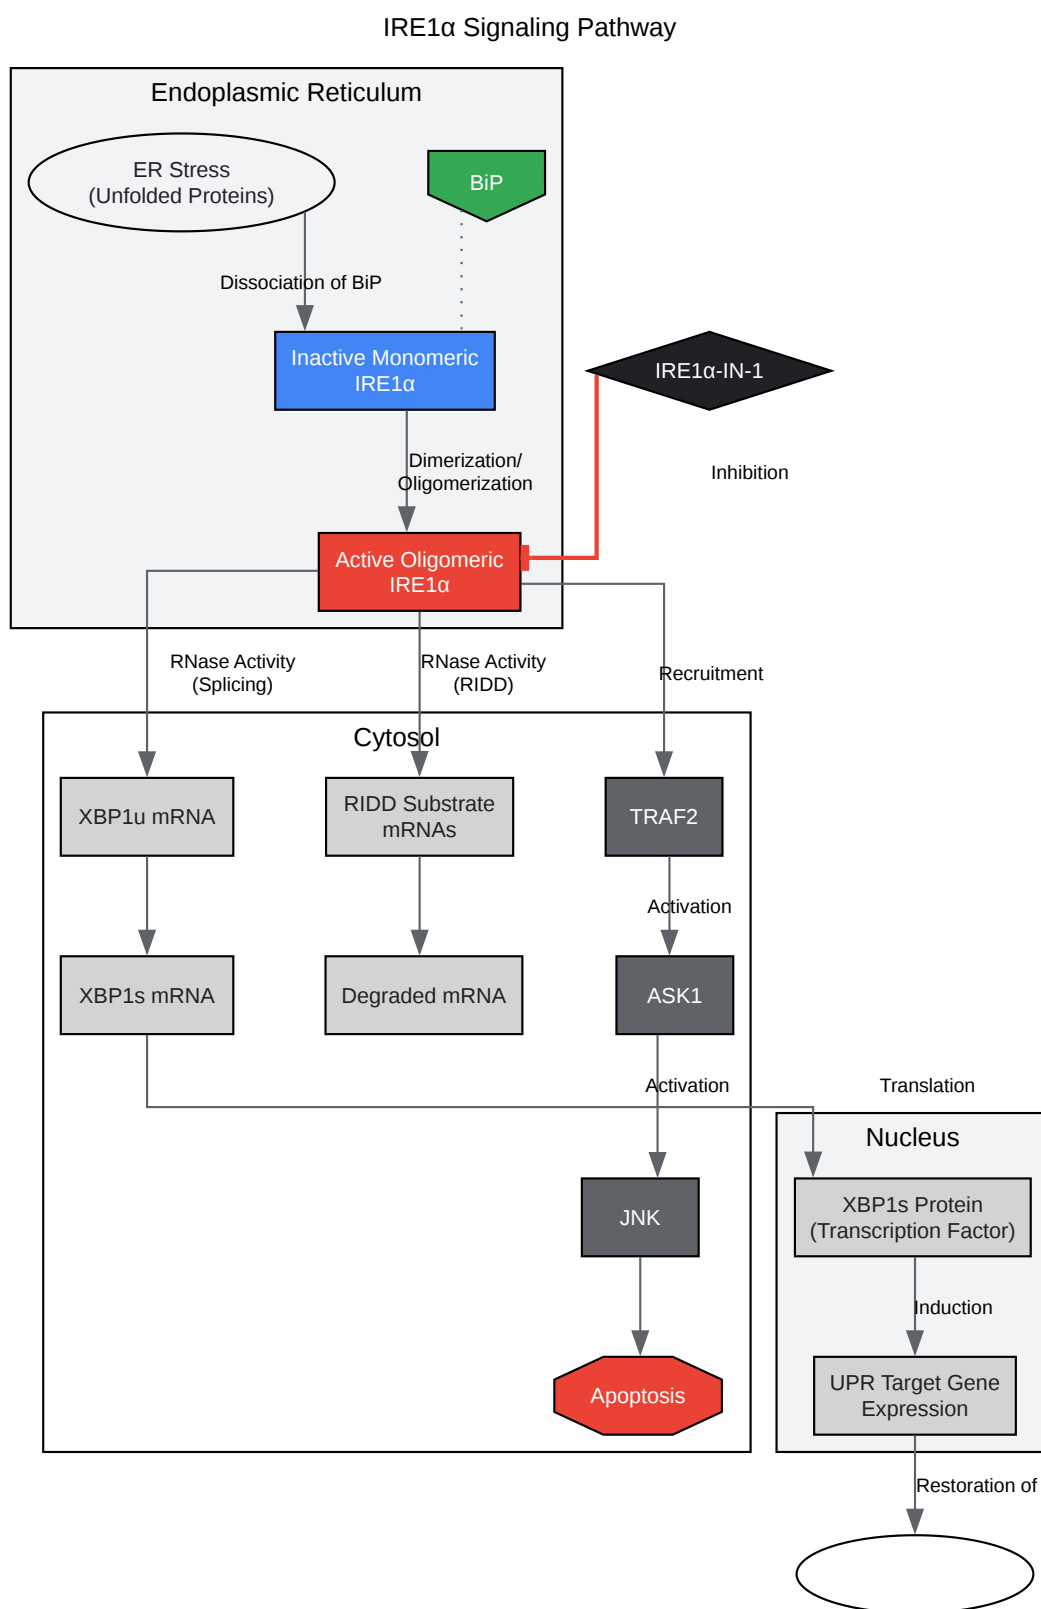 IRE1α Signaling Pathway
Endoplasmic Reticulum
ER Stress
(Unfolded Proteins)
BiP
Dissociation of BiP
Inactive Monomeric
IRE1α
IRE1α-IN-1
Dimerization/
Oligomerization
Inhibition
Active Oligomeric
IRE1α
RNase Activity
(Splicing)
RNase Activity
(RIDD)
Recruitment
Cytosol
XBP1u mRNA
RIDD Substrate
mRNAs
TRAF2
Activation
XBP1s mRNA
Degraded mRNA
ASK1
Activation
Translation
Nucleus
JNK
XBP1s Protein
(Transcription Factor)
Induction
Apoptosis
UPR Target Gene
Expression
Restoration of